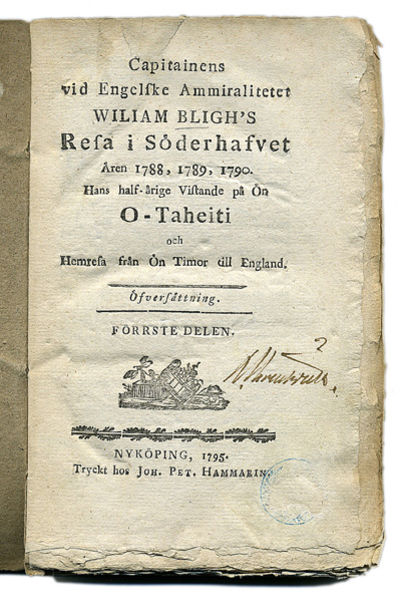 Capitainens
vid Engelſke Ammiralitetet
WILIAM BLIGH'S
Reſa i Söderhafvet
Åren 1788, 1789, 1790.
Hans half-årige Viſtande på Ön
O-Taheiti
och
Hemreſa från Ön Timor till England.
Öfverſättning.
FÖRRSTE DELEN.
NYKÖPING, 1795.
Tryckt hos JOH. PET. HAMMARIN.